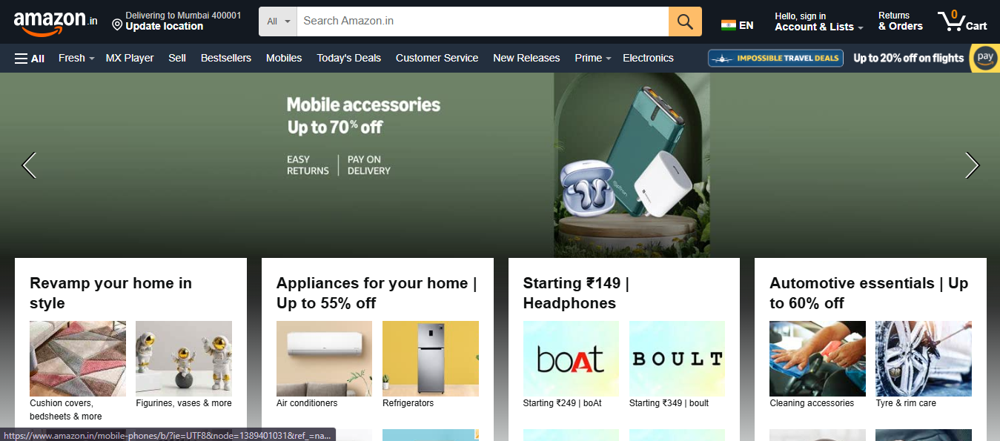 amazon.in
Delivering to Mumbai 400001
Update location
All
Search Amazon.in
EN
Hello, sign in
Account & Lists
Returns
& Orders
0
Cart
All
Fresh
MX Player
Sell
Bestsellers
Mobiles
Today's Deals
Customer Service
New Releases
Prime
Electronics
IMPOSSIBLE TRAVEL DEALS
Up to 20% off on flights
pay
Mobile accessories
Up to 70% off
EASY
RETURNS
PAY ON
DELIVERY
Revamp your home in
style
Cushion covers,
bedsheets & more
Figurines, vases & more
Appliances for your home |
Up to 55% off
Air conditioners
Refrigerators
Starting ₹149 |
Headphones
boAt
BOULT
Starting ₹249 | boAt
Starting ₹349 | boult
Automotive essentials | Up
to 60% off
Cleaning accessories
Tyre & rim care
https://www.amazon.in/mobile-phones/b/?ie=UTF8&node=1389401031&ref_=na...